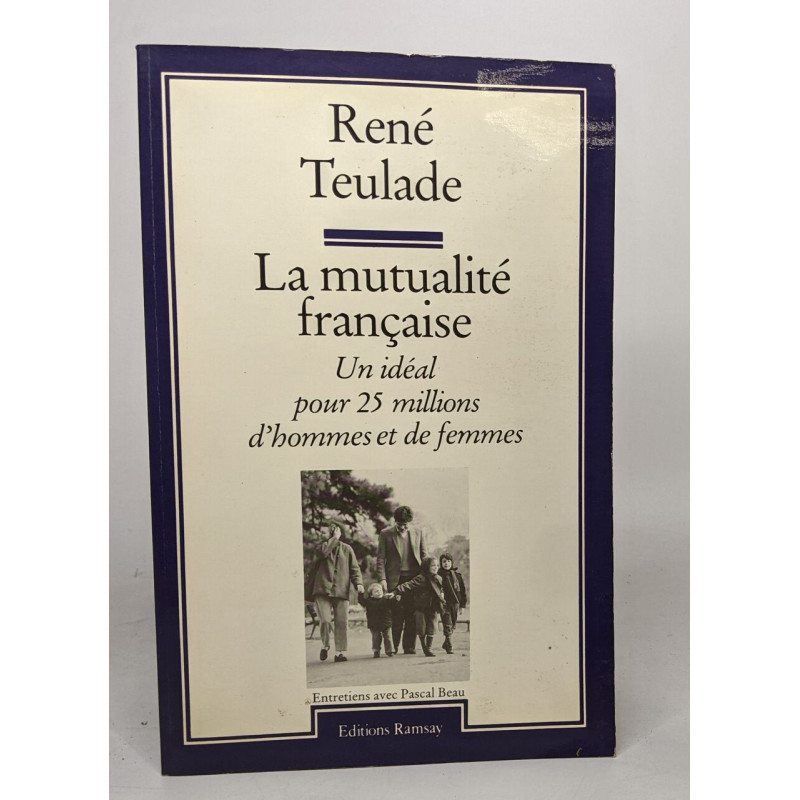 René
Teulade
La mutualité
française
Un idéal
pour 25 millions
d'hommes et de femmes
Entretiens avec Pascal Beau
Editions Ramsay